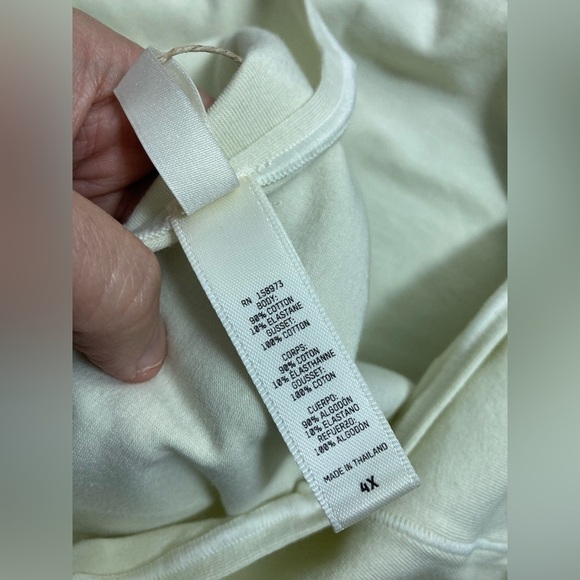 RN 158973
BODY:
90% COTTON
10% ELASTANE
GUSSET:
100% COTTON
CORPS:
90% COTON
10% ÉLASTHANNE
GOUSSET:
100% COTON
CUERPO:
90% ALGODÓN
10% ELASTANO
REFUERZO:
100% ALGODÓN
MADE IN THAILAND
4X